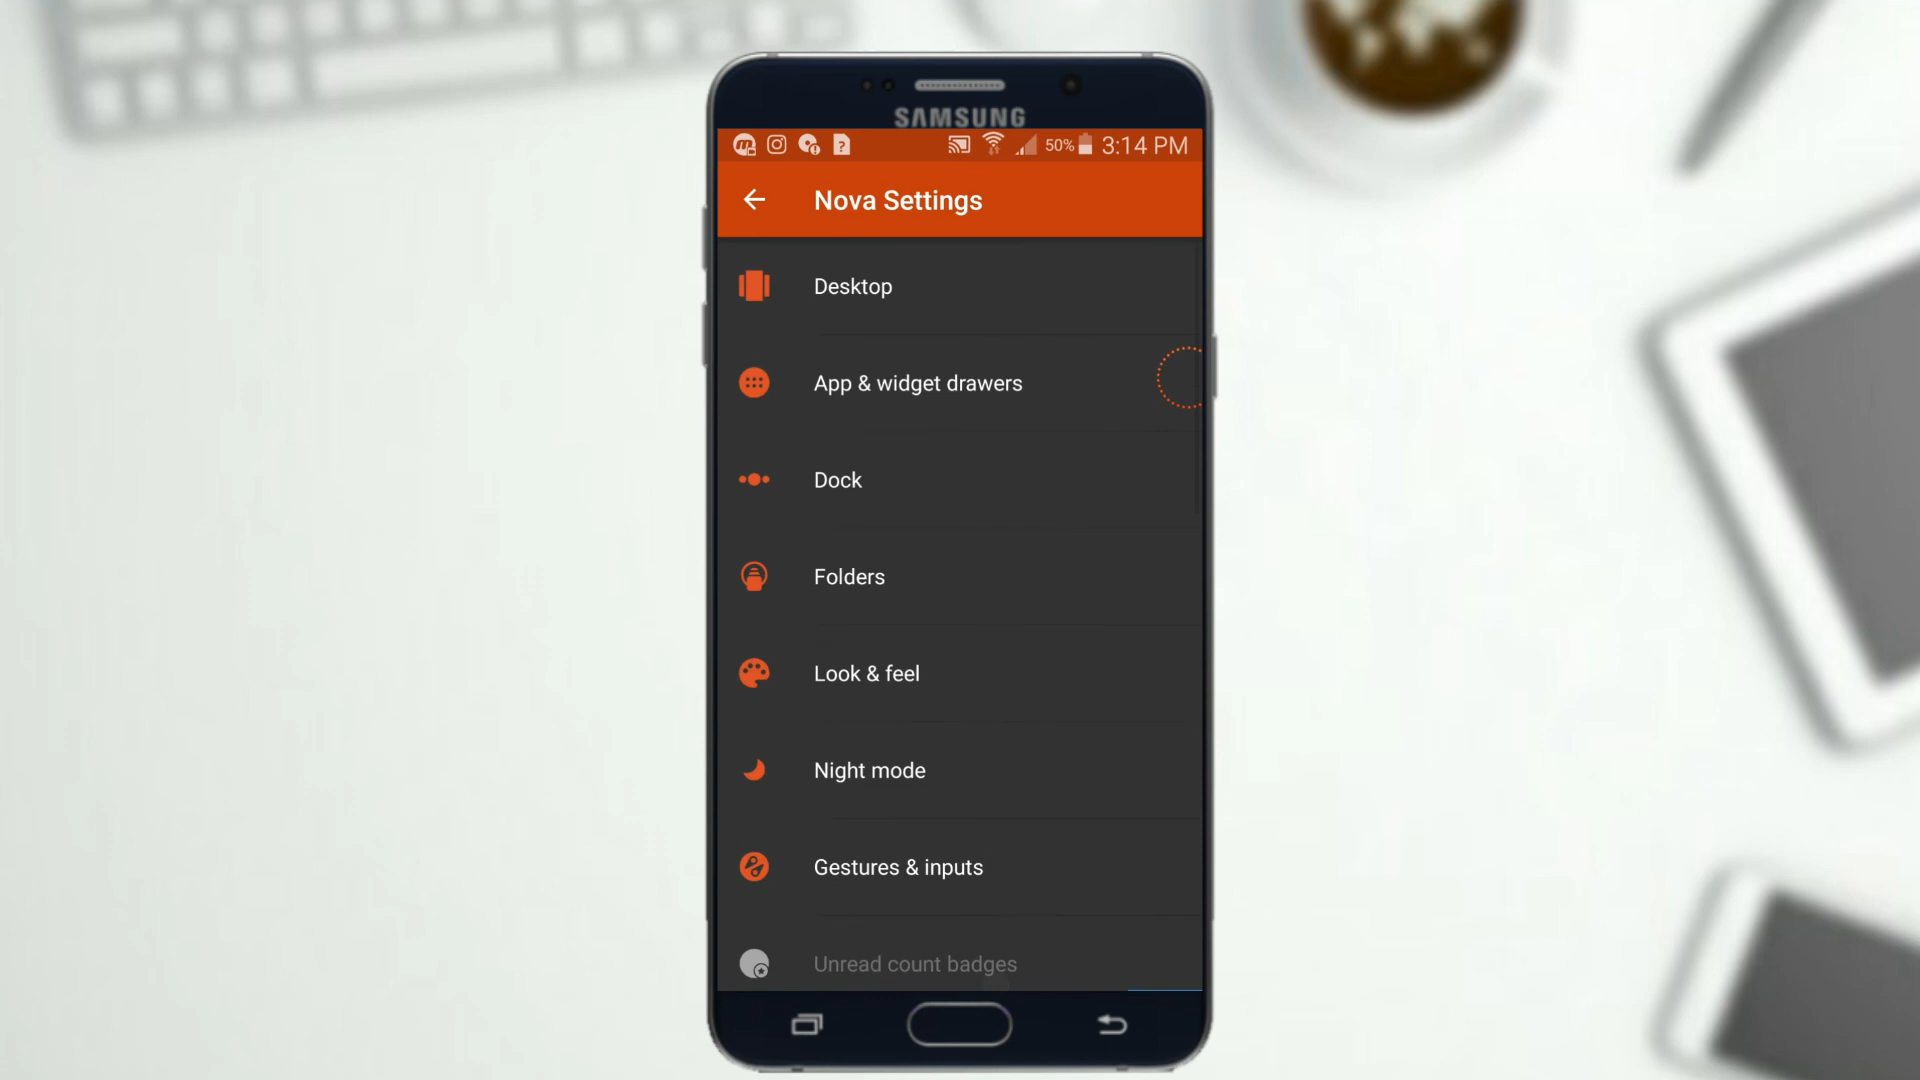 SAMSUNG
50% 3:14 PM
Nova Settings
Desktop
App & widget drawers
Dock
Folders
Look & feel
Night mode
Gestures & inputs
Unread count badges